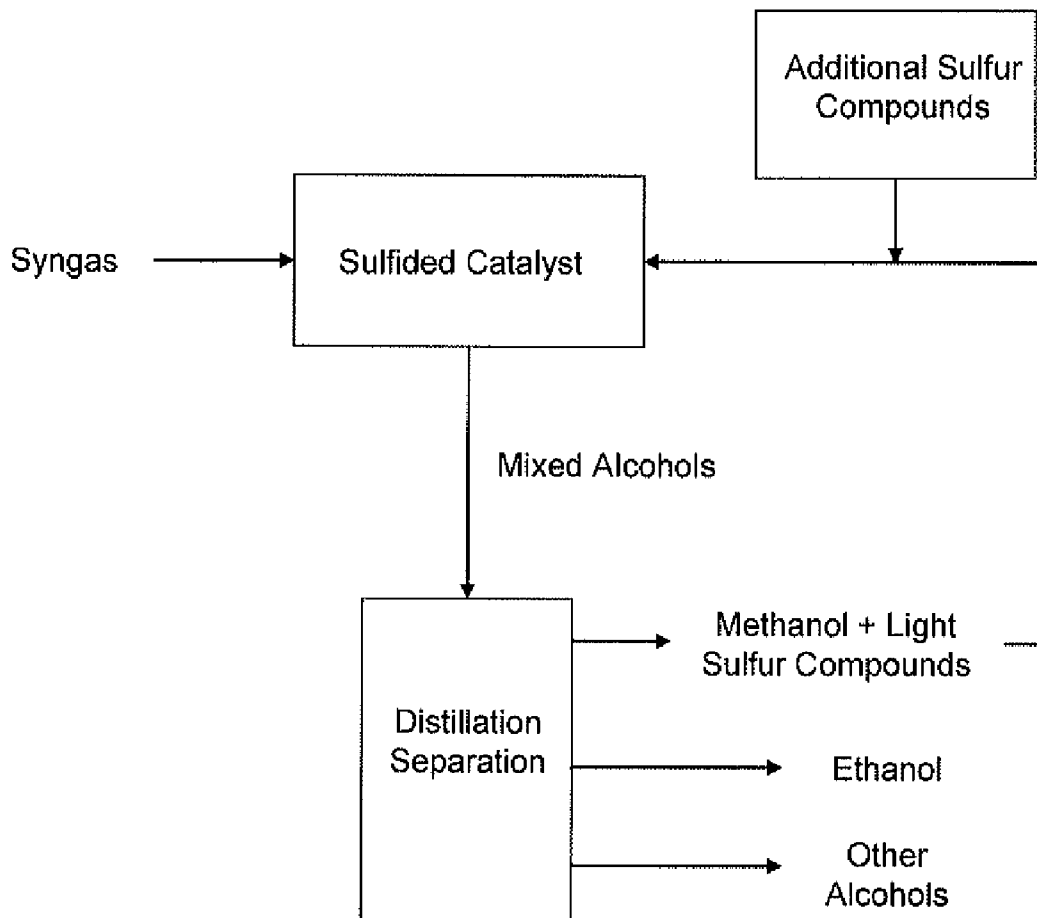 Additional Sulfur
Compounds
Syngas
Sulfided Catalyst
Mixed Alcohols
Methanol + Light
Sulfur Compounds
Distillation
Separation
Ethanol
Other
Alcohols